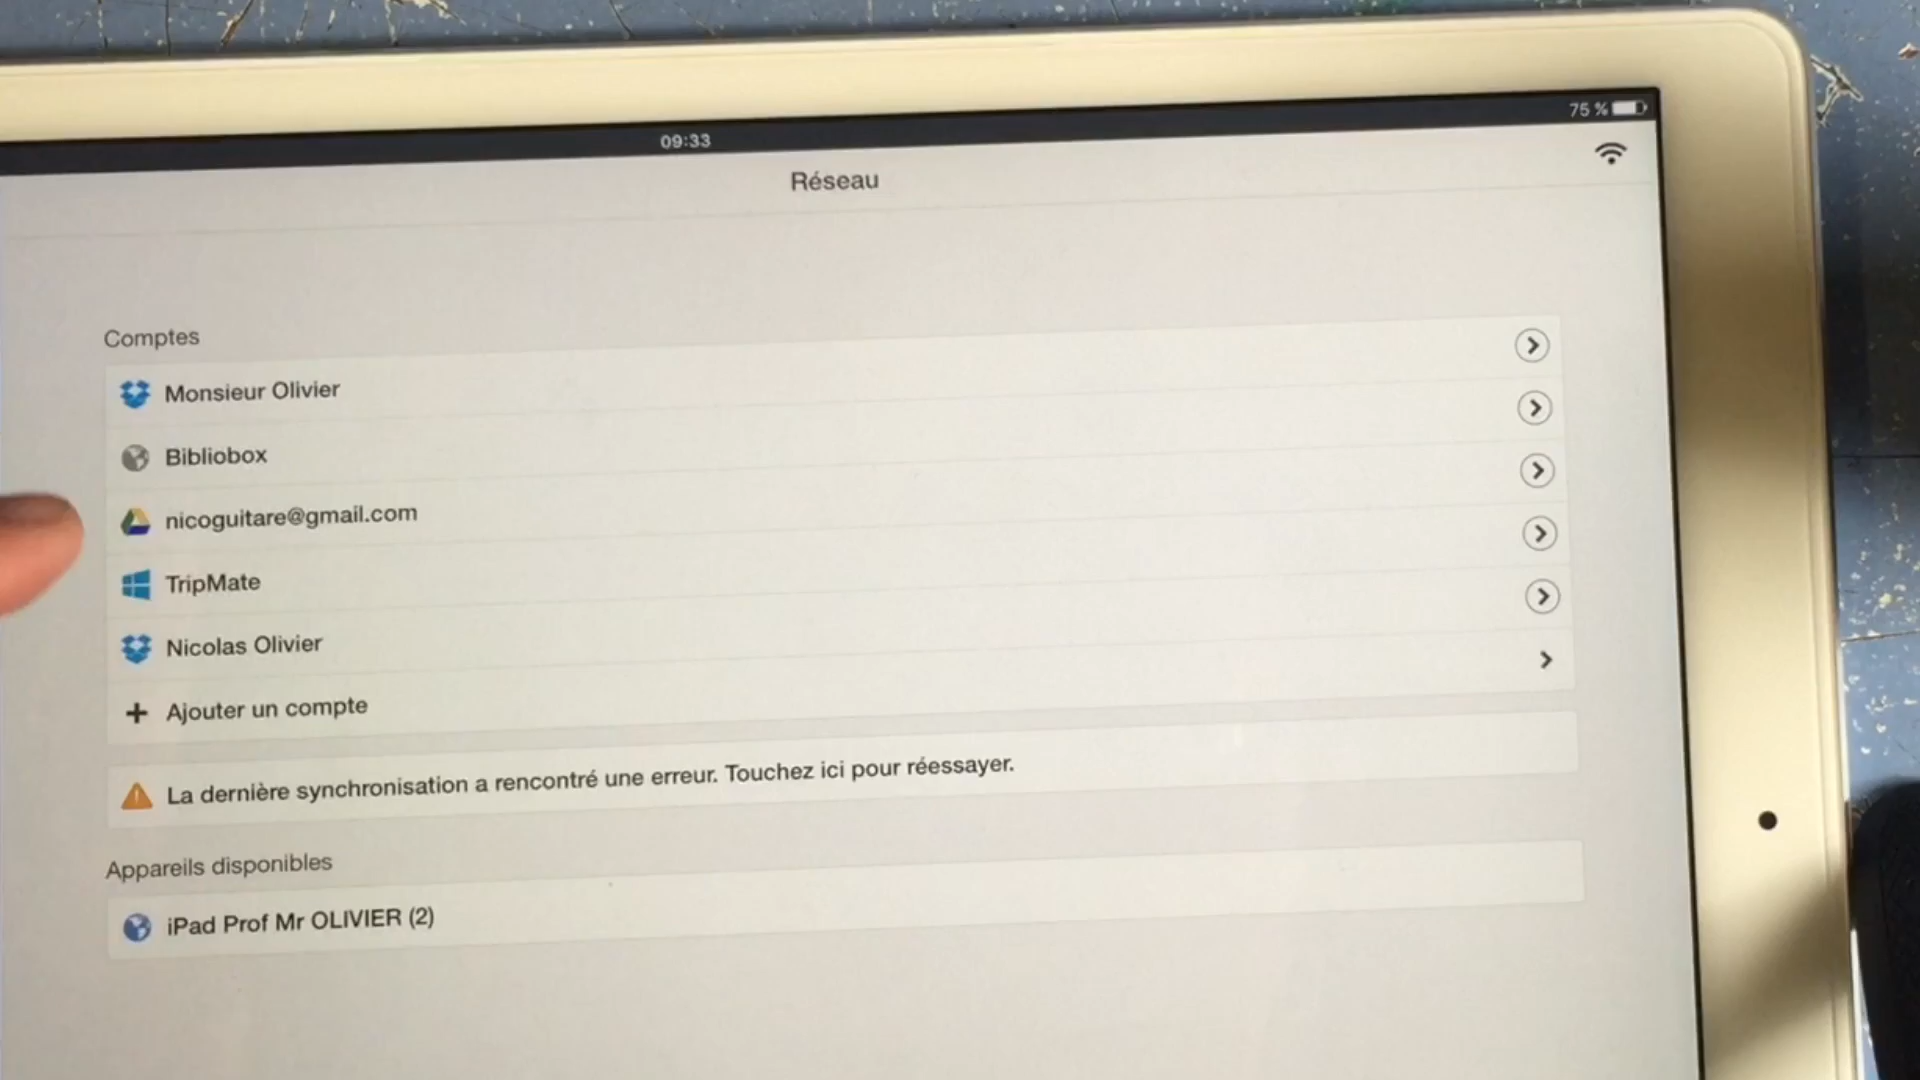 09:33
75 %
Réseau
Comptes
Monsieur Olivier
Bibliobox
nicoguitare@gmail.com
TripMate
Nicolas Olivier
Ajouter un compte
La dernière synchronisation a rencontré une erreur. Touchez ici pour réessayer.
Appareils disponibles
iPad Prof Mr OLIVIER (2)